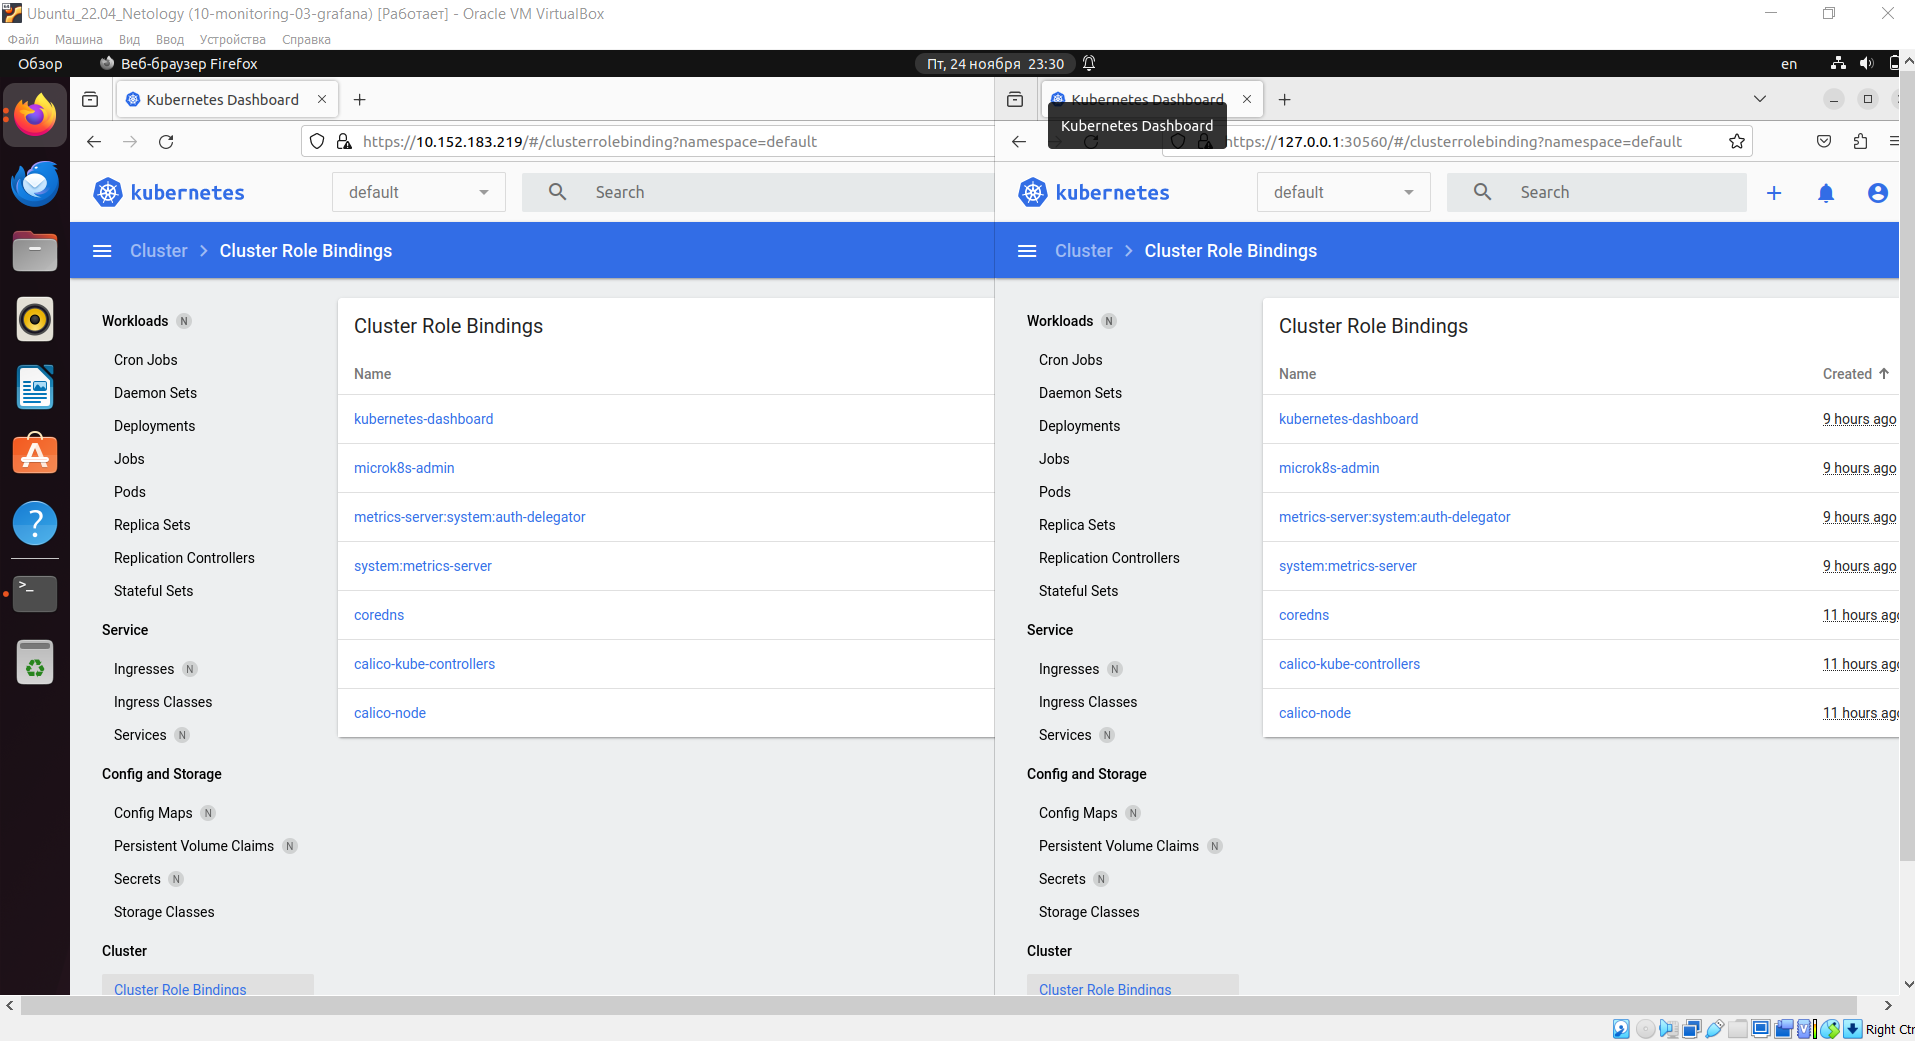 Ubuntu_22.04_Netology (10-monitoring-03-grafana) [Работает] - Oracle VM VirtualBox
Файл Машина Вид Ввод Устройства Справка
Обзор Веб-браузер Firefox Пт, 24 ноября 23:30 en
Kubernetes Dashboard
https://10.152.183.219/#/clusterrolebinding?namespace=default
kubernetes
default
Search
Cluster Cluster Role Bindings
Workloads N
Cron Jobs
Daemon Sets
Deployments
Jobs
Pods
Replica Sets
Replication Controllers
Stateful Sets
Service
Ingresses N
Ingress Classes
Services N
Config and Storage
Config Maps N
Persistent Volume Claims N
Secrets N
Storage Classes
Cluster
Cluster Role Bindings
Cluster Role Bindings
Name
kubernetes-dashboard
microk8s-admin
metrics-server:system:auth-delegator
system:metrics-server
coredns
calico-kube-controllers
calico-node
Kubernetes Dashboard
Kubernetes Dashboard
https://127.0.0.1:30560/#/clusterrolebinding?namespace=default
kubernetes
default
Search
Cluster Cluster Role Bindings
Workloads N
Cron Jobs
Daemon Sets
Deployments
Jobs
Pods
Replica Sets
Replication Controllers
Stateful Sets
Service
Ingresses N
Ingress Classes
Services N
Config and Storage
Config Maps N
Persistent Volume Claims N
Secrets N
Storage Classes
Cluster
Cluster Role Bindings
Cluster Role Bindings
Name Created
kubernetes-dashboard 9 hours ago
microk8s-admin 9 hours ago
metrics-server:system:auth-delegator 9 hours ago
system:metrics-server 9 hours ago
coredns 11 hours ago
calico-kube-controllers 11 hours ago
calico-node 11 hours ago
Right Ctr